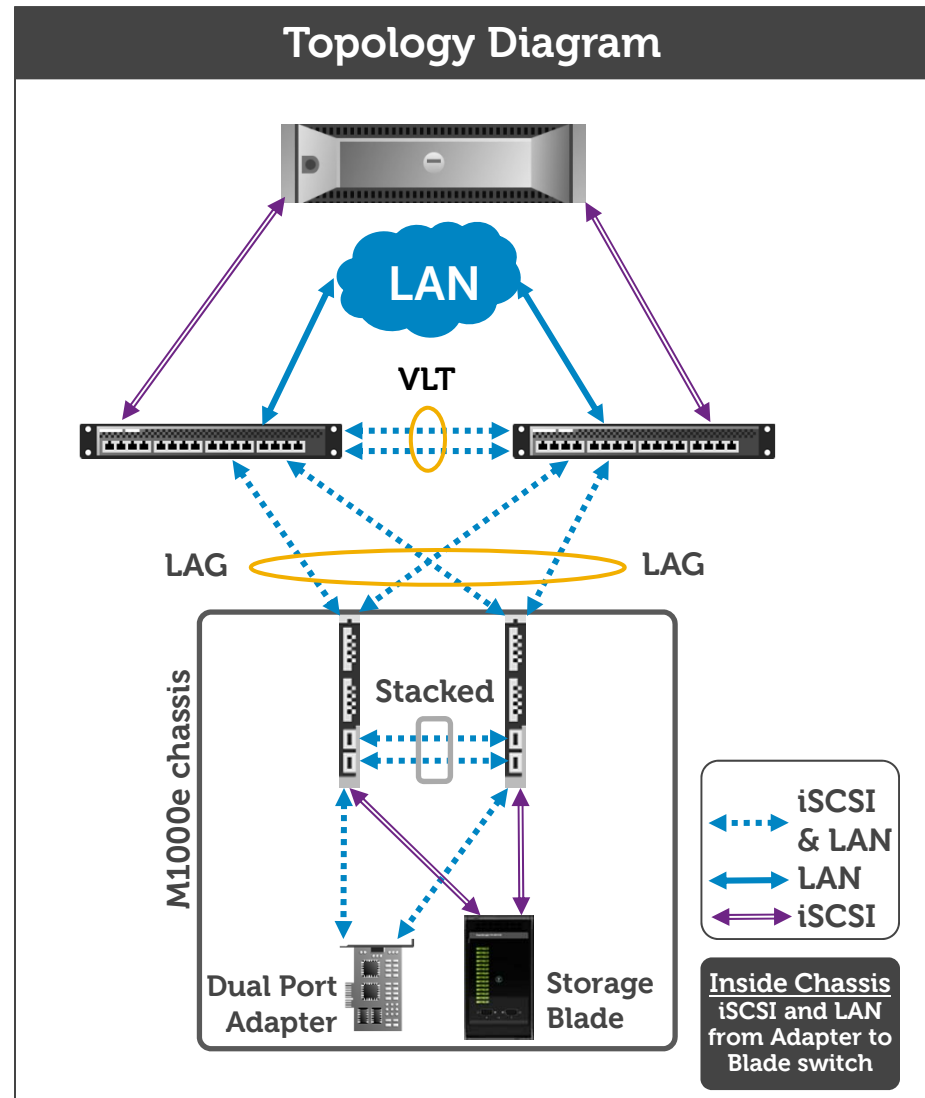 Topology Diagram
LAN
VLT
LAG
LAG
M1000e chassis
Stacked
iSCSI
& LAN
LAN
iSCSI
Dual Port
Adapter
Storage
Blade
Inside Chassis
iSCSI and LAN
from Adapter to
Blade switch